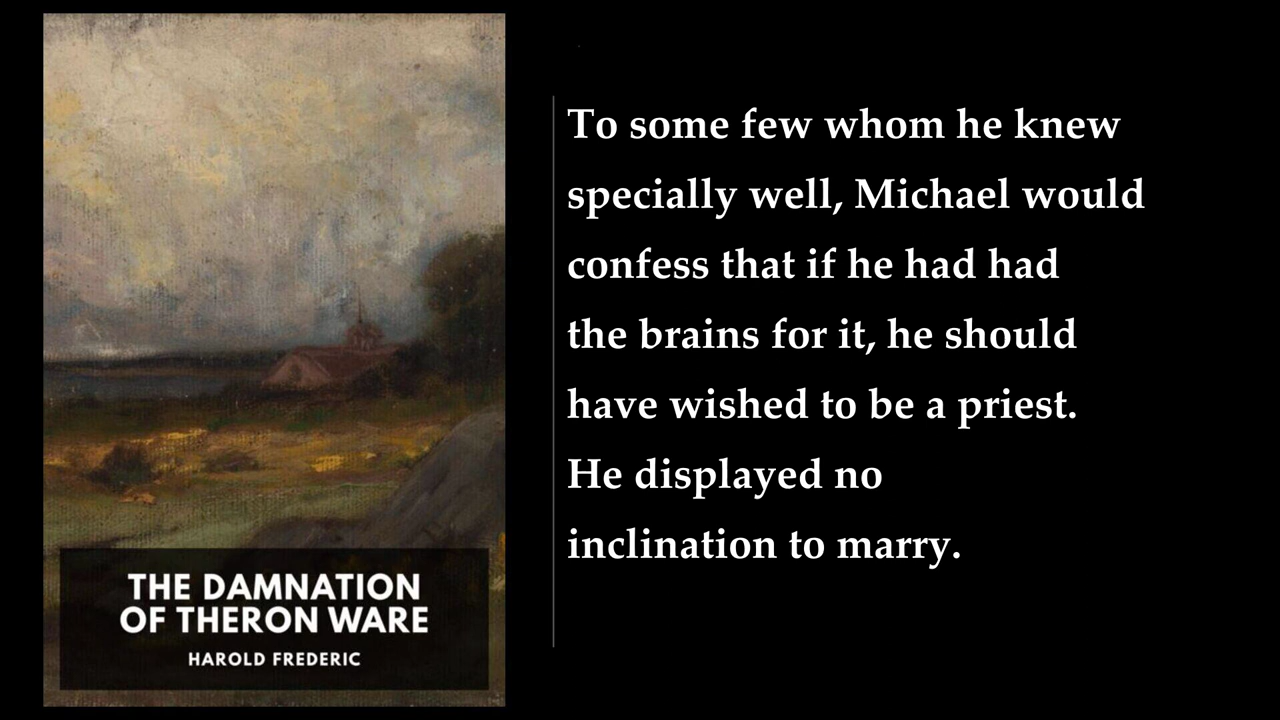 THE DAMNATION
OF THERON WARE
HAROLD FREDERIC
To some few whom he knew
specially well, Michael would
confess that if he had had
the brains for it, he should
have wished to be a priest.
He displayed no
inclination to marry.